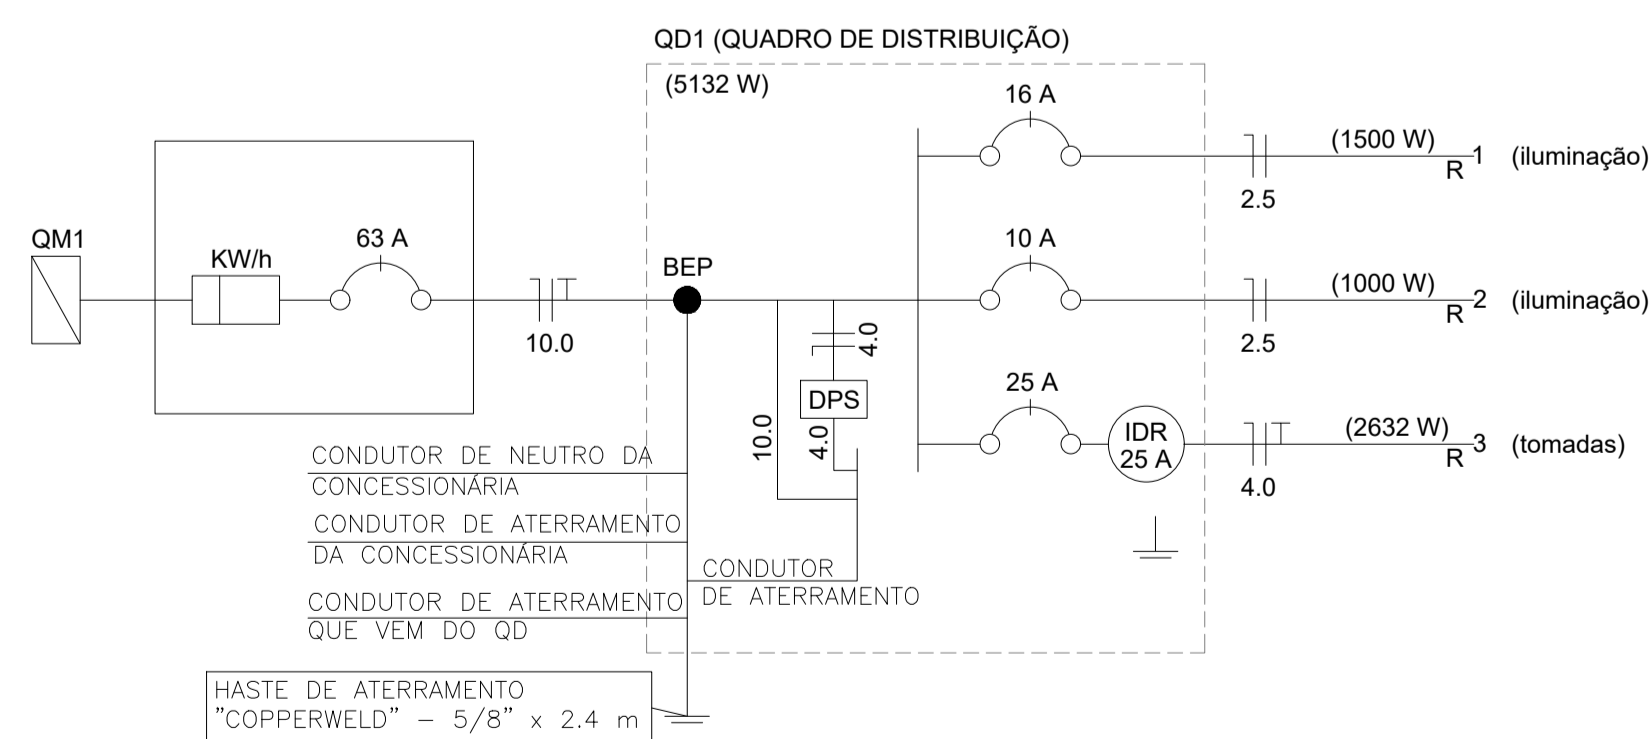 QD1 (QUADRO DE DISTRIBUIÇÃO)
(5132 W)
16 A
(1500 W)
1 (iluminação)
R
2.5
QM1
KW/h
63 A
10.0
BEP
10 A
(1000 W)
2 (iluminação)
R
2.5
4.0
DPS
10.0
4.0
25 A
IDR
25 A
(2632 W)
3 (tomadas)
R
4.0
CONDUTOR DE NEUTRO DA
CONCESSIONÁRIA
CONDUTOR DE ATERRAMENTO
DA CONCESSIONÁRIA
CONDUTOR
DE ATERRAMENTO
CONDUTOR DE ATERRAMENTO
QUE VEM DO QD
HASTE DE ATERRAMENTO
"COPPERWELD" – 5/8" x 2.4 m